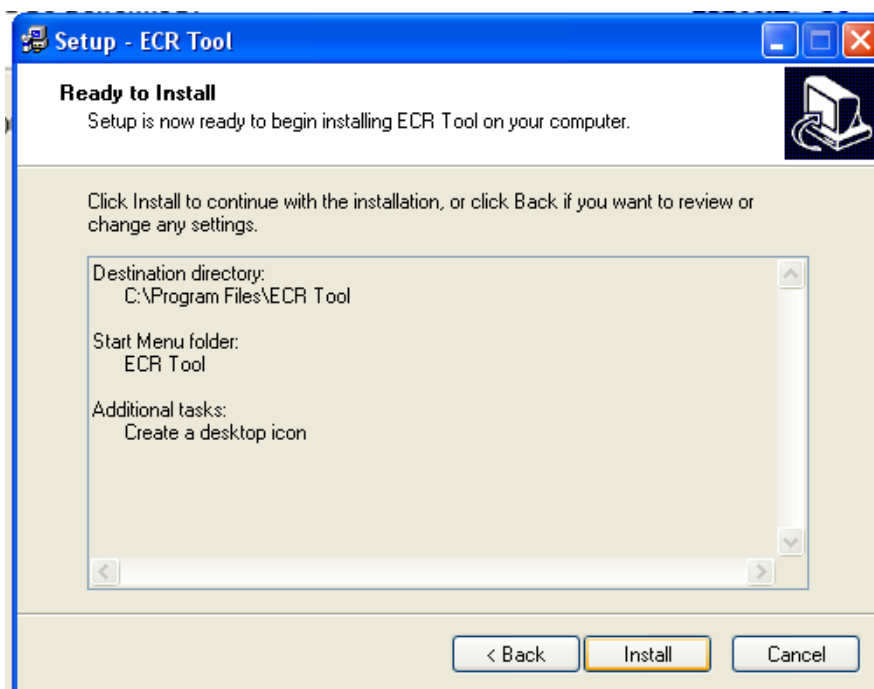 Setup - ECR Tool
Ready to Install
Setup is now ready to begin installing ECR Tool on your computer.
Click Install to continue with the installation, or click Back if you want to review or
change any settings.
Destination directory:
C:\Program Files\ECR Tool
Start Menu folder:
ECR Tool
Additional tasks:
Create a desktop icon
< Back
Install
Cancel